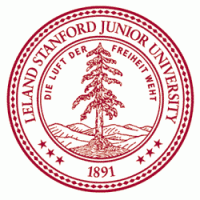 LELAND STANFORD JUNIOR UNIVERSITY
DIE LUFT DER FREIHEIT WEHT
1891